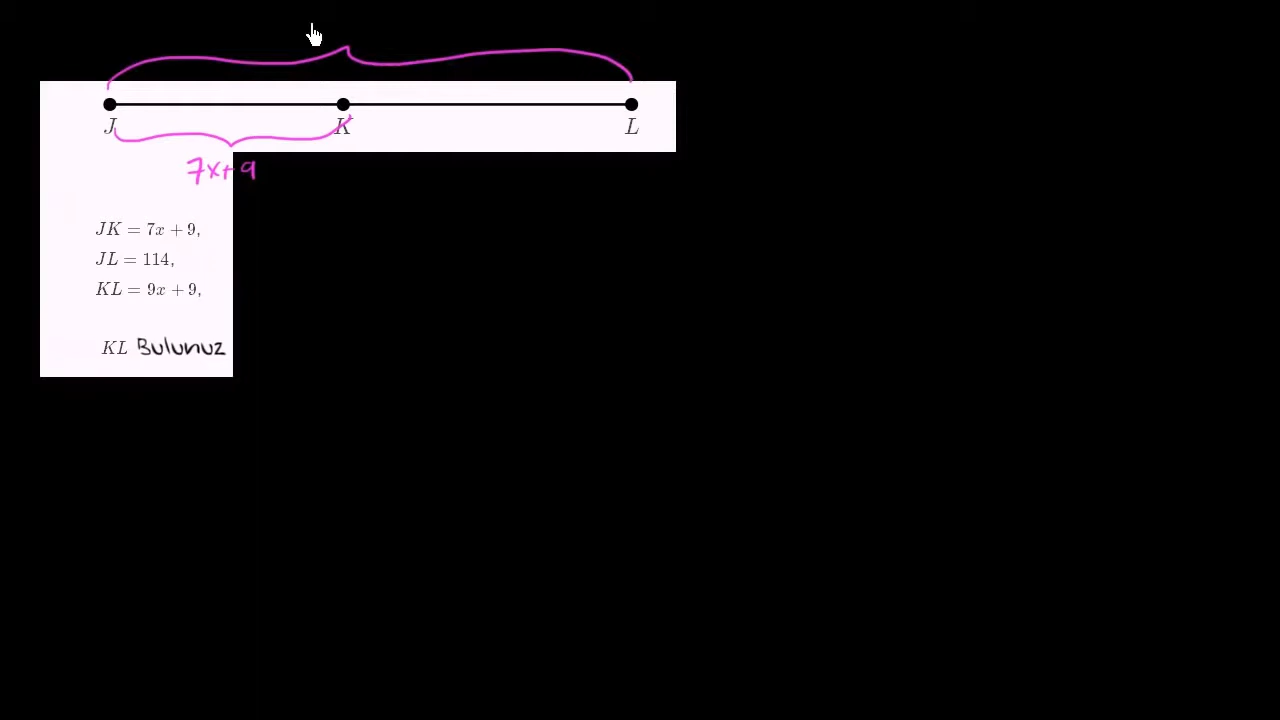 J K L
7x+9
JK = 7x + 9,
JL = 114,
KL = 9x + 9,
KL Bulunuz